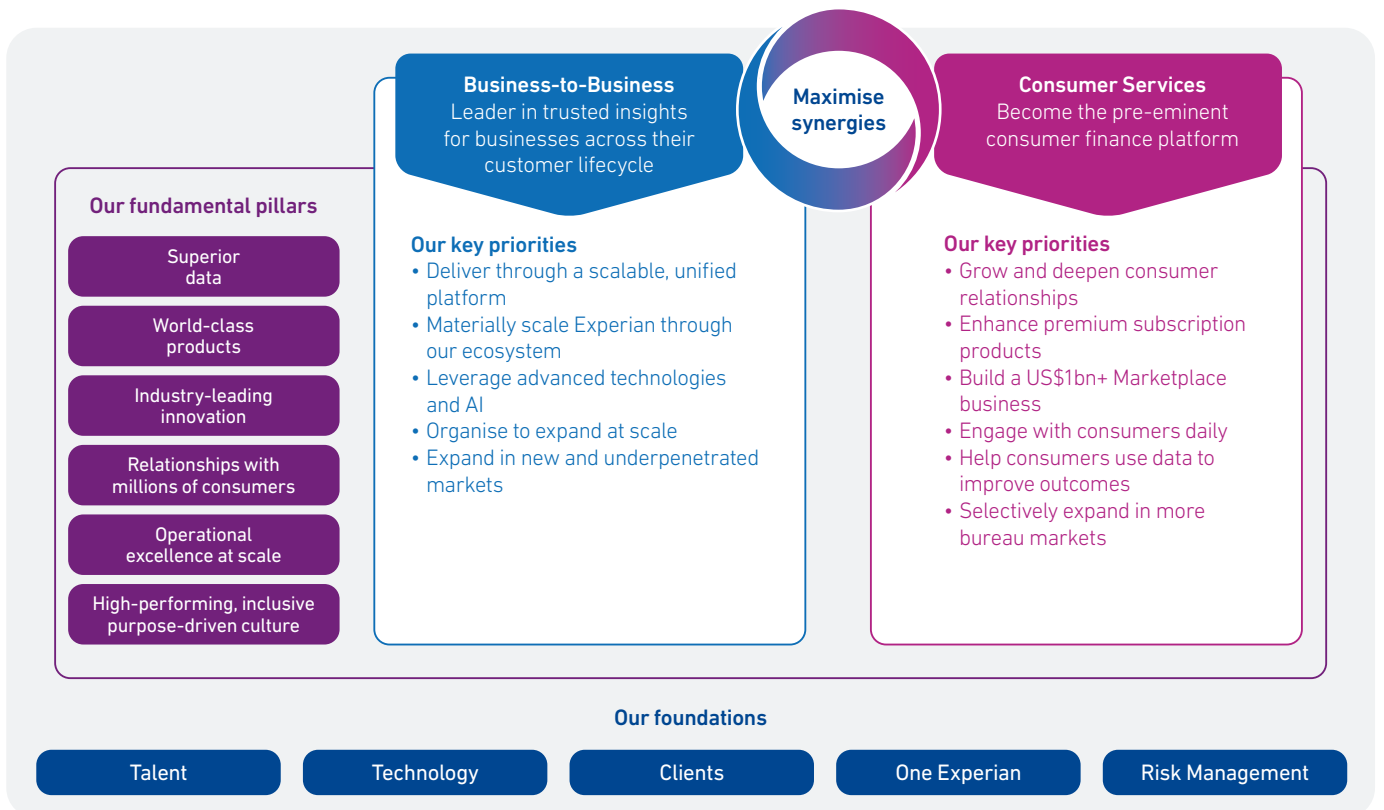 Business-to-Business
Leader in trusted insights
for businesses across their
customer lifecycle
Maximise
synergies
Consumer Services
Become the pre-eminent
consumer finance platform
Our fundamental pillars
Superior
data
World-class
products
Industry-leading
innovation
Relationships with
millions of consumers
Operational
excellence at scale
High-performing, inclusive
purpose-driven culture
Our key priorities
• Deliver through a scalable, unified
platform
• Materially scale Experian through
our ecosystem
• Leverage advanced technologies
and AI
• Organise to expand at scale
• Expand in new and underpenetrated
markets
Our key priorities
• Grow and deepen consumer
relationships
• Enhance premium subscription
products
• Build a US$1bn+ Marketplace
business
• Engage with consumers daily
• Help consumers use data to
improve outcomes
• Selectively expand in more
bureau markets
Our foundations
Talent
Technology
Clients
One Experian
Risk Management